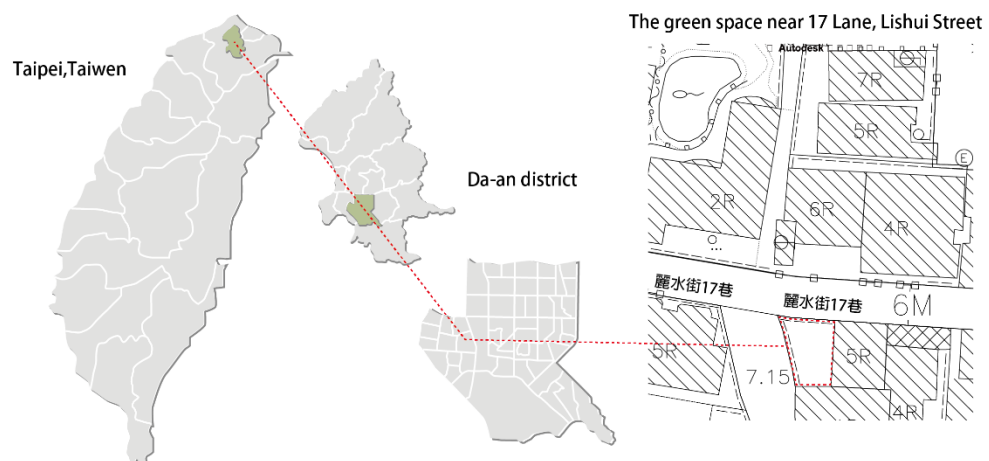 The green space near 17 Lane, Lishui Street
Taipei,Taiwen
Da-an district
Autodesk
7R
5R
E
2R
6R
4R
麗水街17巷
麗水街17巷
6M
5R
7.15
5R
4R